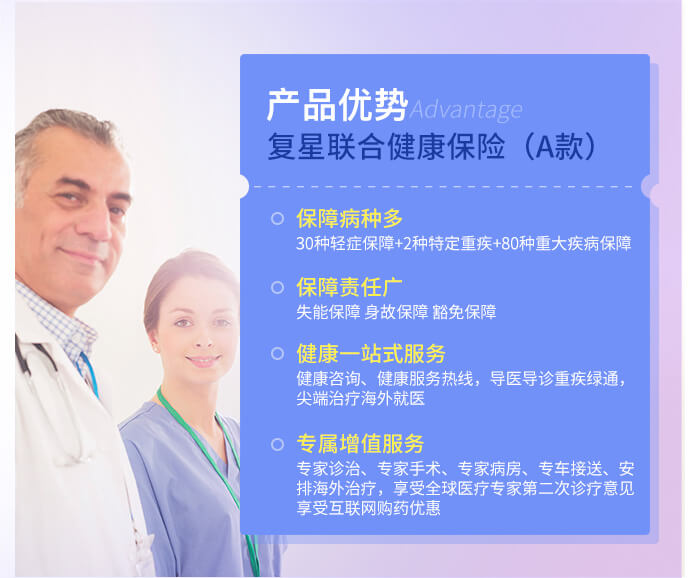 产品优势Advantage
复星联合健康保险（A款）
保障病种多
30种轻症保障+2种特定重疾+80种重大疾病保障
保障责任广
失能保障 身故保障 豁免保障
健康一站式服务
健康咨询、健康服务热线，导医导诊重疾绿通，
尖端治疗海外就医
专属增值服务
专家诊治、专家手术、专家病房、专车接送、安
排海外治疗，享受全球医疗专家第二次诊疗意见
享受互联网购药优惠